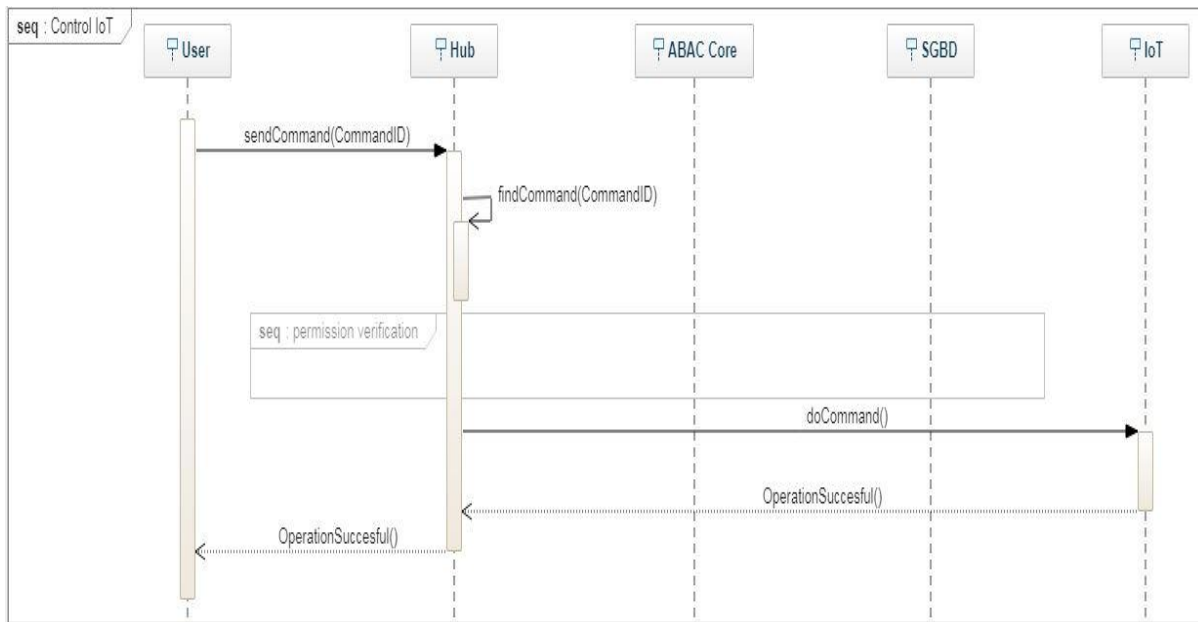 seq : Control IoT
User
Hub
ABAC Core
SGBD
IoT
sendCommand(CommandID)
findCommand(CommandID)
seq : permission verification
doCommand()
OperationSuccesful()
OperationSuccesful()